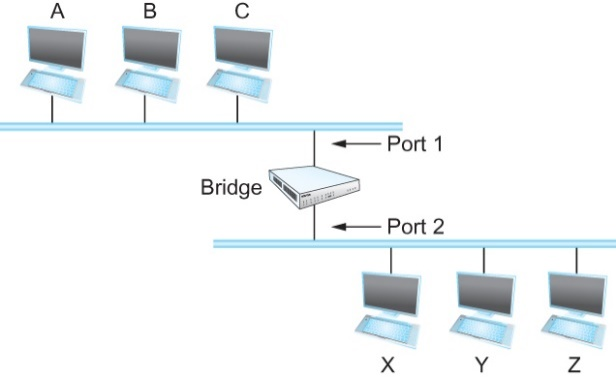 A B C
Port 1
Bridge
Port 2
X Y Z